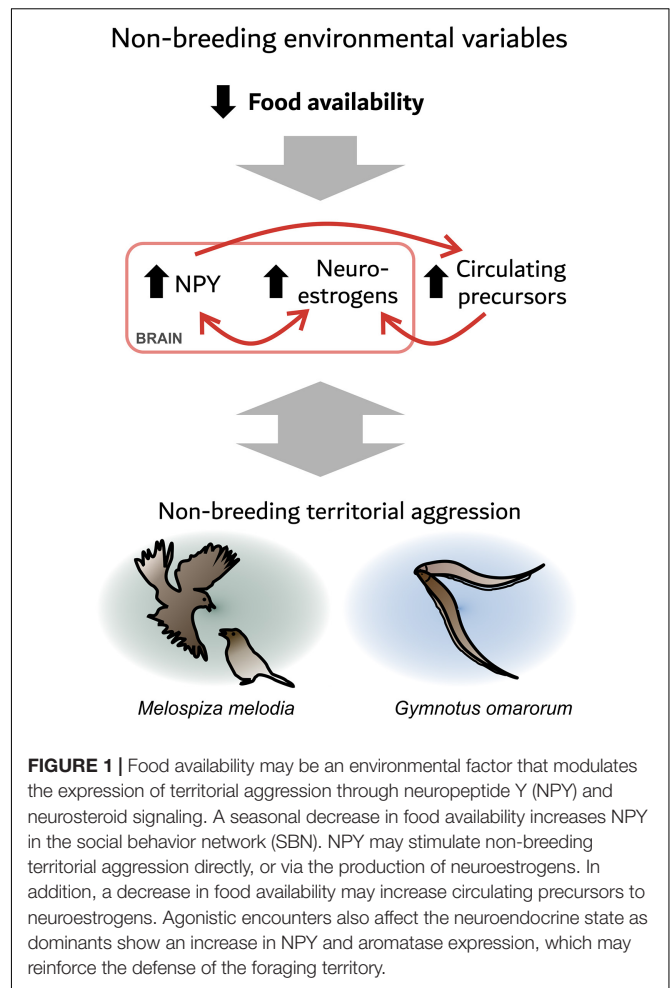 Non-breeding environmental variables
Food availability
NPY
Neuro-
estrogens
Circulating
precursors
BRAIN
Non-breeding territorial aggression
Melospiza melodia
Gymnotus omarorum
FIGURE 1 | Food availability may be an environmental factor that modulates
the expression of territorial aggression through neuropeptide Y (NPY) and
neurosteroid signaling. A seasonal decrease in food availability increases NPY
in the social behavior network (SBN). NPY may stimulate non-breeding
territorial aggression directly, or via the production of neuroestrogens. In
addition, a decrease in food availability may increase circulating precursors to
neuroestrogens. Agonistic encounters also affect the neuroendocrine state as
dominants show an increase in NPY and aromatase expression, which may
reinforce the defense of the foraging territory.